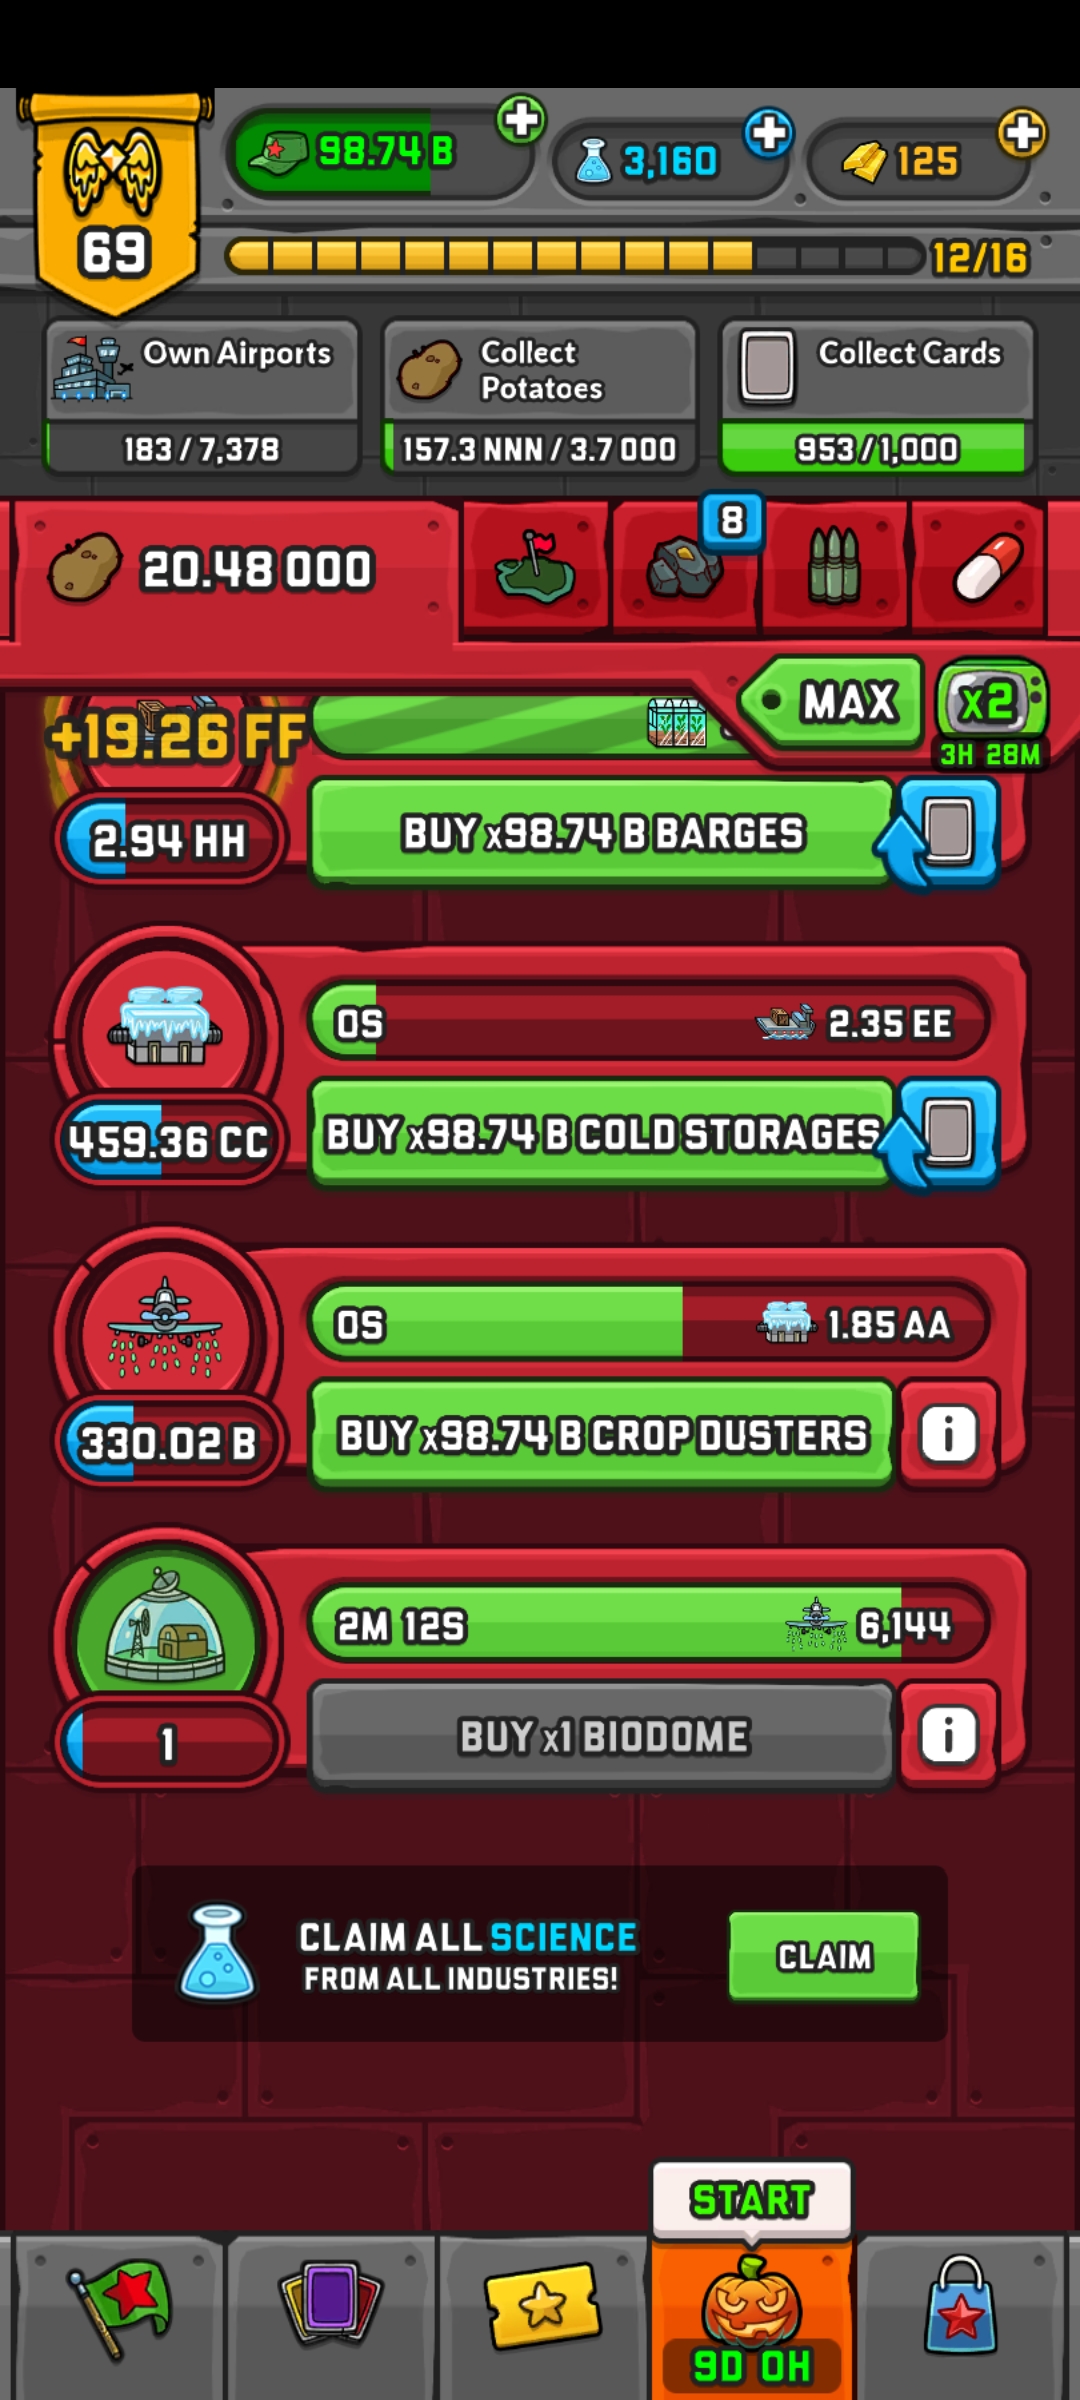 69
98.74 B
3,160
125
12/16
Own Airports
183 / 7,378
Collect
Potatoes
157.3 NNN / 3.7 OOO
Collect Cards
953 / 1,000
20.48 OOO
8
MAX
x2
3H 28M
+19.26 FF
2.94 HH
BUY x98.74 B BARGES
0S
2.35 EE
459.36 CC
BUY x98.74 B COLD STORAGES
0S
1.85 AA
330.02 B
BUY x98.74 B CROP DUSTERS
i
2M 12S
6,144
1
BUY x1 BIODOME
i
CLAIM ALL SCIENCE
FROM ALL INDUSTRIES!
CLAIM
START
9D 0H